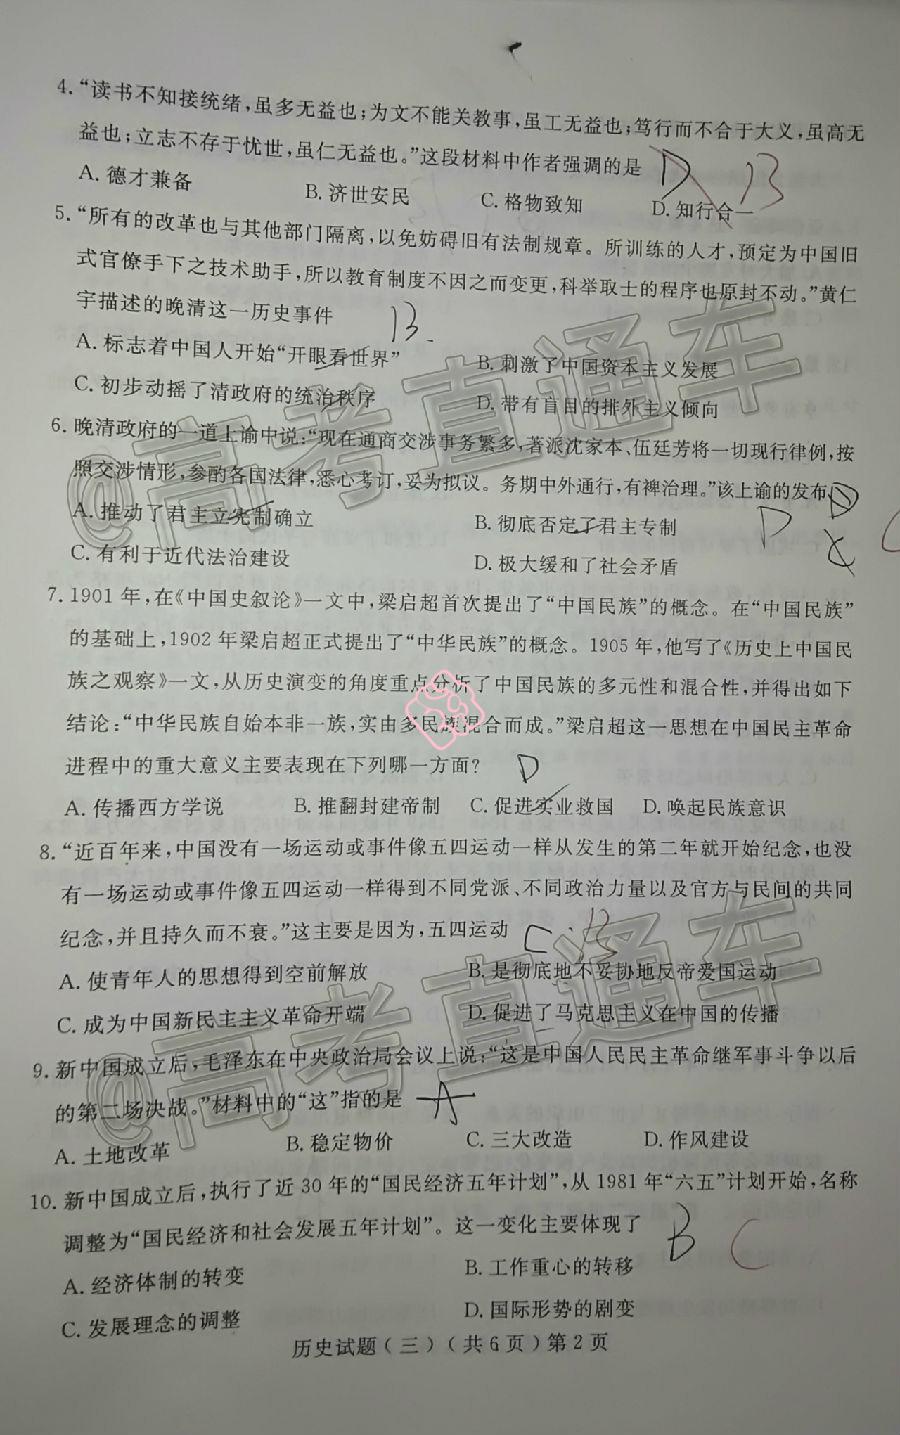 4. “读书不知接统绪，虽多无益也；为文不能关教事，虽工无益也；笃行而不合于大义，虽高无
益也；立志不存于忧世，虽仁无益也。”这段材料中作者强调的是 D B
A. 德才兼备 B. 济世安民 C. 格物致知 D. 知行合一
5. “所有的改革也与其他部门隔离，以免妨碍旧有法制规章。所训练的人才，预定为中国旧
式官僚手下之技术助手，所以教育制度不因之而变更，科举取士的程序也原封不动。”黄仁
宇描述的晚清这一历史事件 B.
A. 标志着中国人开始“开眼看世界” B. 刺激了中国资本主义发展
C. 初步动摇了清政府的统治秩序 D. 带有盲目的排外主义倾向
6. 晚清政府的一道上谕中说：“现在通商交涉事务繁多，著派沈家本、伍廷芳将一切现行律例，按
照交涉情形，参酌各国法律，悉心考订，妥为拟议。务期中外通行，有裨治理。”该上谕的发布
A. 推动了君主立宪制确立 B. 彻底否定了君主专制 D
C. 有利于近代法治建设 D. 极大缓和了社会矛盾
7. 1901 年，在《中国史叙论》一文中，梁启超首次提出了“中国民族”的概念。在“中国民族”
的基础上，1902 年梁启超正式提出了“中华民族”的概念。1905 年，他写了《历史上中国民
族之观察》一文，从历史演变的角度重点分析了中国民族的多元性和混合性，并得出如下
结论：“中华民族自始本非一族，实由多民族混合而成。”梁启超这一思想在中国民主革命
进程中的重大意义主要表现在下列哪一方面？ D
A. 传播西方学说 B. 推翻封建帝制 C. 促进实业救国 D. 唤起民族意识
8. “近百年来，中国没有一场运动或事件像五四运动一样从发生的第二年就开始纪念，也没
有一场运动或事件像五四运动一样得到不同党派、不同政治力量以及官方与民间的共同
纪念，并且持久而不衰。”这主要是因为，五四运动 C B
A. 使青年人的思想得到空前解放 B. 是彻底地不妥协地反帝爱国运动
C. 成为中国新民主主义革命开端 D. 促进了马克思主义在中国的传播
9. 新中国成立后，毛泽东在中央政治局会议上说：“这是中国人民民主革命继军事斗争以后
的第二场决战。”材料中的“这”指的是 A
A. 土地改革 B. 稳定物价 C. 三大改造 D. 作风建设
10. 新中国成立后，执行了近 30 年的“国民经济五年计划”，从 1981 年“六五”计划开始，名称
调整为“国民经济和社会发展五年计划”。这一变化主要体现了 B C
A. 经济体制的转变 B. 工作重心的转移
C. 发展理念的调整 D. 国际形势的剧变
历史试题（三）（共 6 页）第 2 页
@高考直通车
@高考直通车